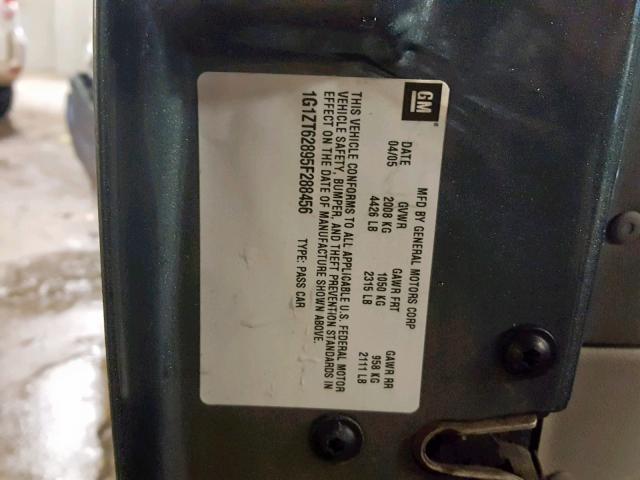 GM
MFD BY GENERAL MOTORS CORP
DATE GVWR GAWR FRT GAWR RR
04/05 2008 KG 1050 KG 958 KG
4426 LB 2315 LB 2111 LB
THIS VEHICLE CONFORMS TO ALL APPLICABLE U.S. FEDERAL MOTOR
VEHICLE SAFETY, BUMPER, AND THEFT PREVENTION STANDARDS IN
EFFECT ON THE DATE OF MANUFACTURE SHOWN ABOVE.
1G1ZT62895F288456 TYPE: PASS CAR